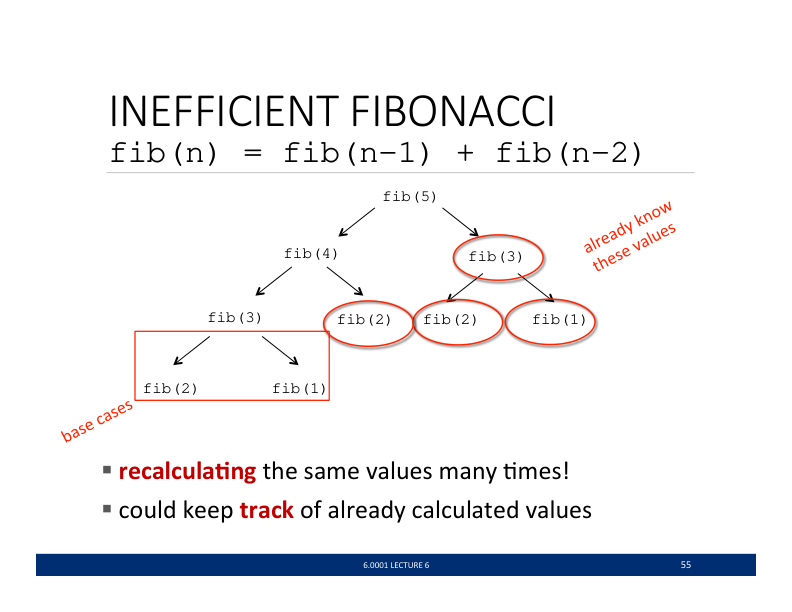 INEFFICIENT FIBONACCI
fib(n) = fib(n−1) + fib(n−2)
fib(5)
already know
these values
fib(4)
fib(3)
fib(3)
fib(2)
fib(2)
fib(1)
fib(2)
fib(1)
base cases
▪ recalculating the same values many times!
▪ could keep track of already calculated values
6.0001 LECTURE 6
55